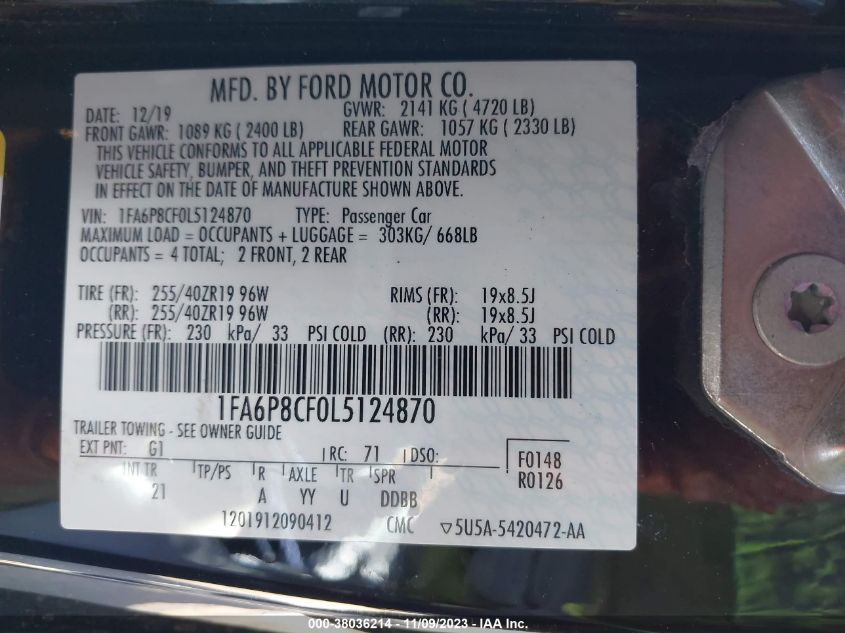 MFD. BY FORD MOTOR CO.
DATE: 12/19 GVWR: 2141 KG ( 4720 LB)
FRONT GAWR: 1089 KG ( 2400 LB) REAR GAWR: 1057 KG ( 2330 LB)
THIS VEHICLE CONFORMS TO ALL APPLICABLE FEDERAL MOTOR
VEHICLE SAFETY, BUMPER, AND THEFT PREVENTION STANDARDS
IN EFFECT ON THE DATE OF MANUFACTURE SHOWN ABOVE.
VIN: 1FA6P8CF0L5124870 TYPE: Passenger Car
MAXIMUM LOAD = OCCUPANTS + LUGGAGE = 303KG/ 668LB
OCCUPANTS = 4 TOTAL; 2 FRONT, 2 REAR
TIRE (FR): 255/40ZR19 96W RIMS (FR): 19x8.5J
(RR): 255/40ZR19 96W (RR): 19x8.5J
PRESSURE (FR): 230 kPa/ 33 PSI COLD (RR): 230 kPa/ 33 PSI COLD
1FA6P8CF0L5124870
TRAILER TOWING - SEE OWNER GUIDE
EXT PNT: G1 RC: 71 DSO: F0148
INT TR TP/PS R AXLE TR SPR R0126
21 A YY U DDBB
1201912090412 CMC ▽5U5A-5420472-AA
000-38036214 - 11/09/2023 - IAA Inc.